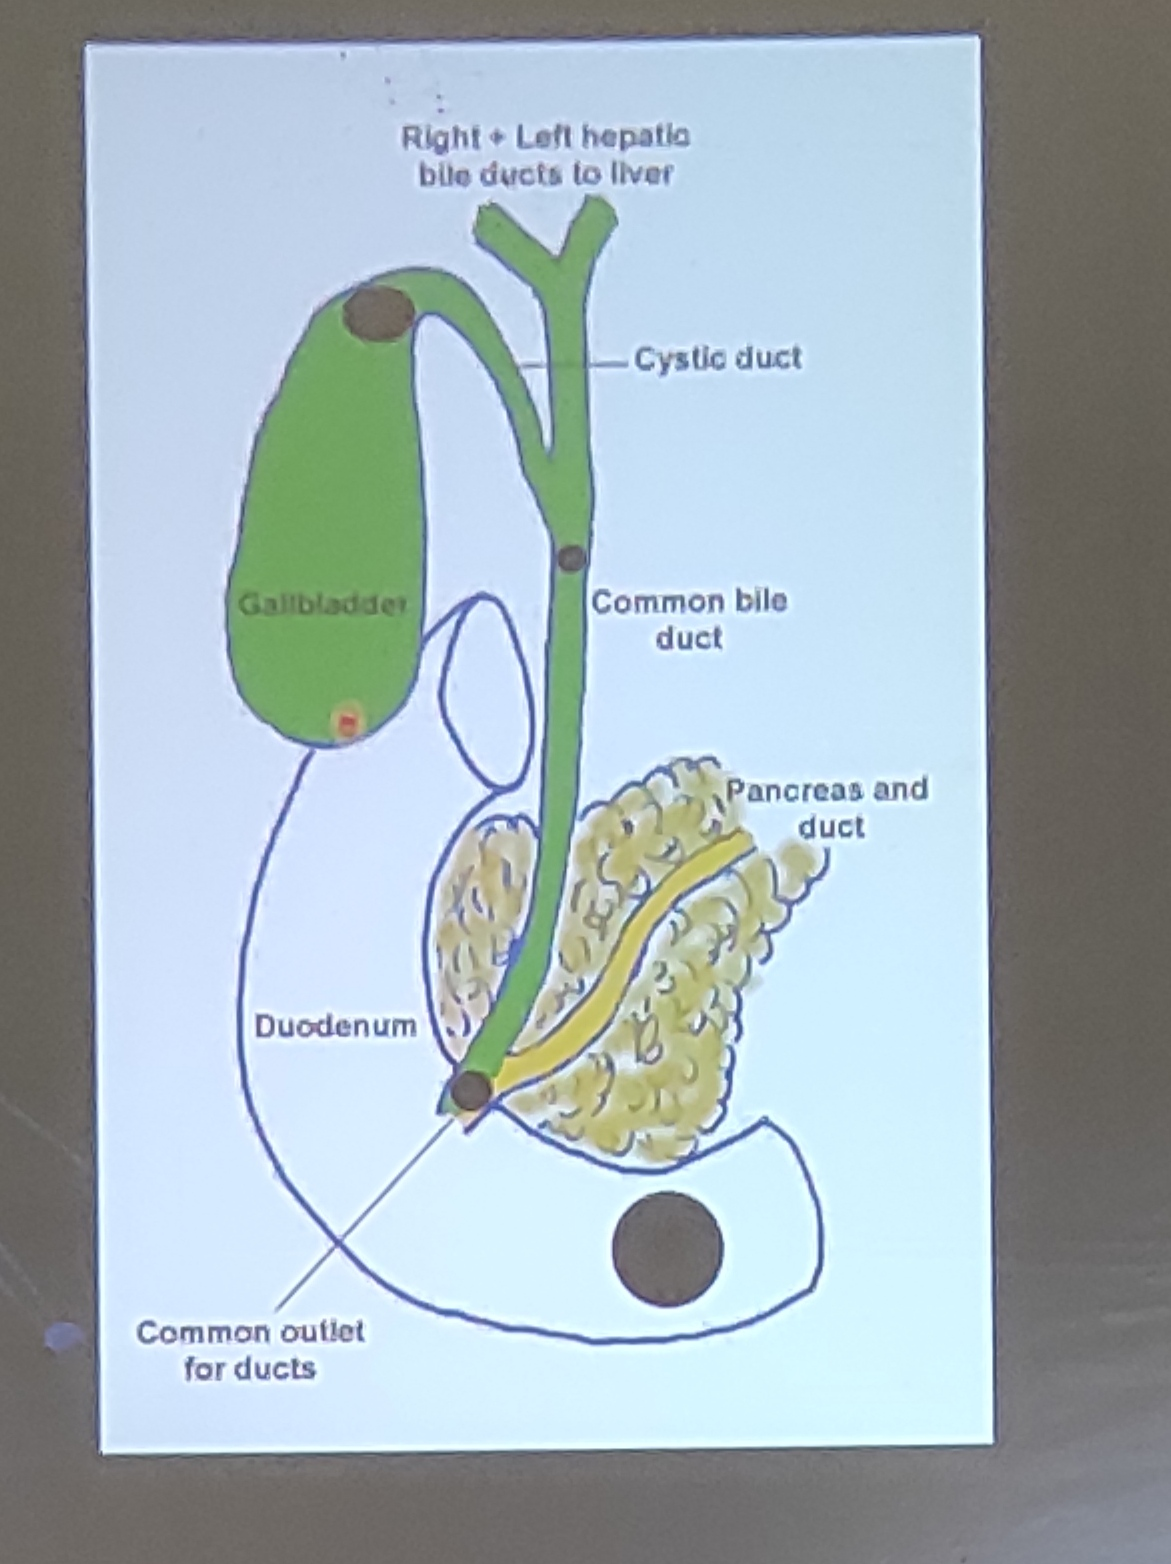 Right + Left hepatic
bile ducts to liver
Cystic duct
Gallbladder
Common bile
duct
Pancreas and
duct
Duodenum
Common outlet
for ducts